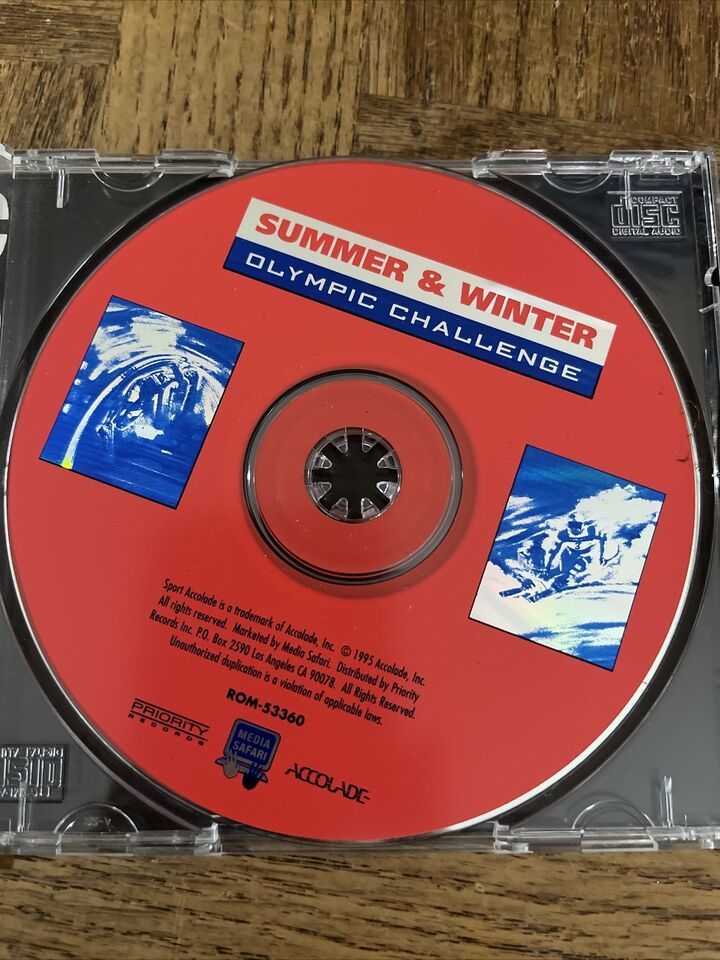 COMPACT
disc
DIGITAL AUDIO
SUMMER & WINTER
OLYMPIC CHALLENGE
Sport Accolade is a trademark of Accolade, Inc. © 1995 Accolade, Inc.
All rights reserved. Marketed by Media Safari. Distributed by Priority
Records Inc. P.O. Box 2590 Los Angeles CA 90078. All Rights Reserved.
Unauthorized duplication is a violation of applicable laws.
ROM-53360
PRIORITY
RECORDS
MEDIA
SAFARI
ACCOLADE